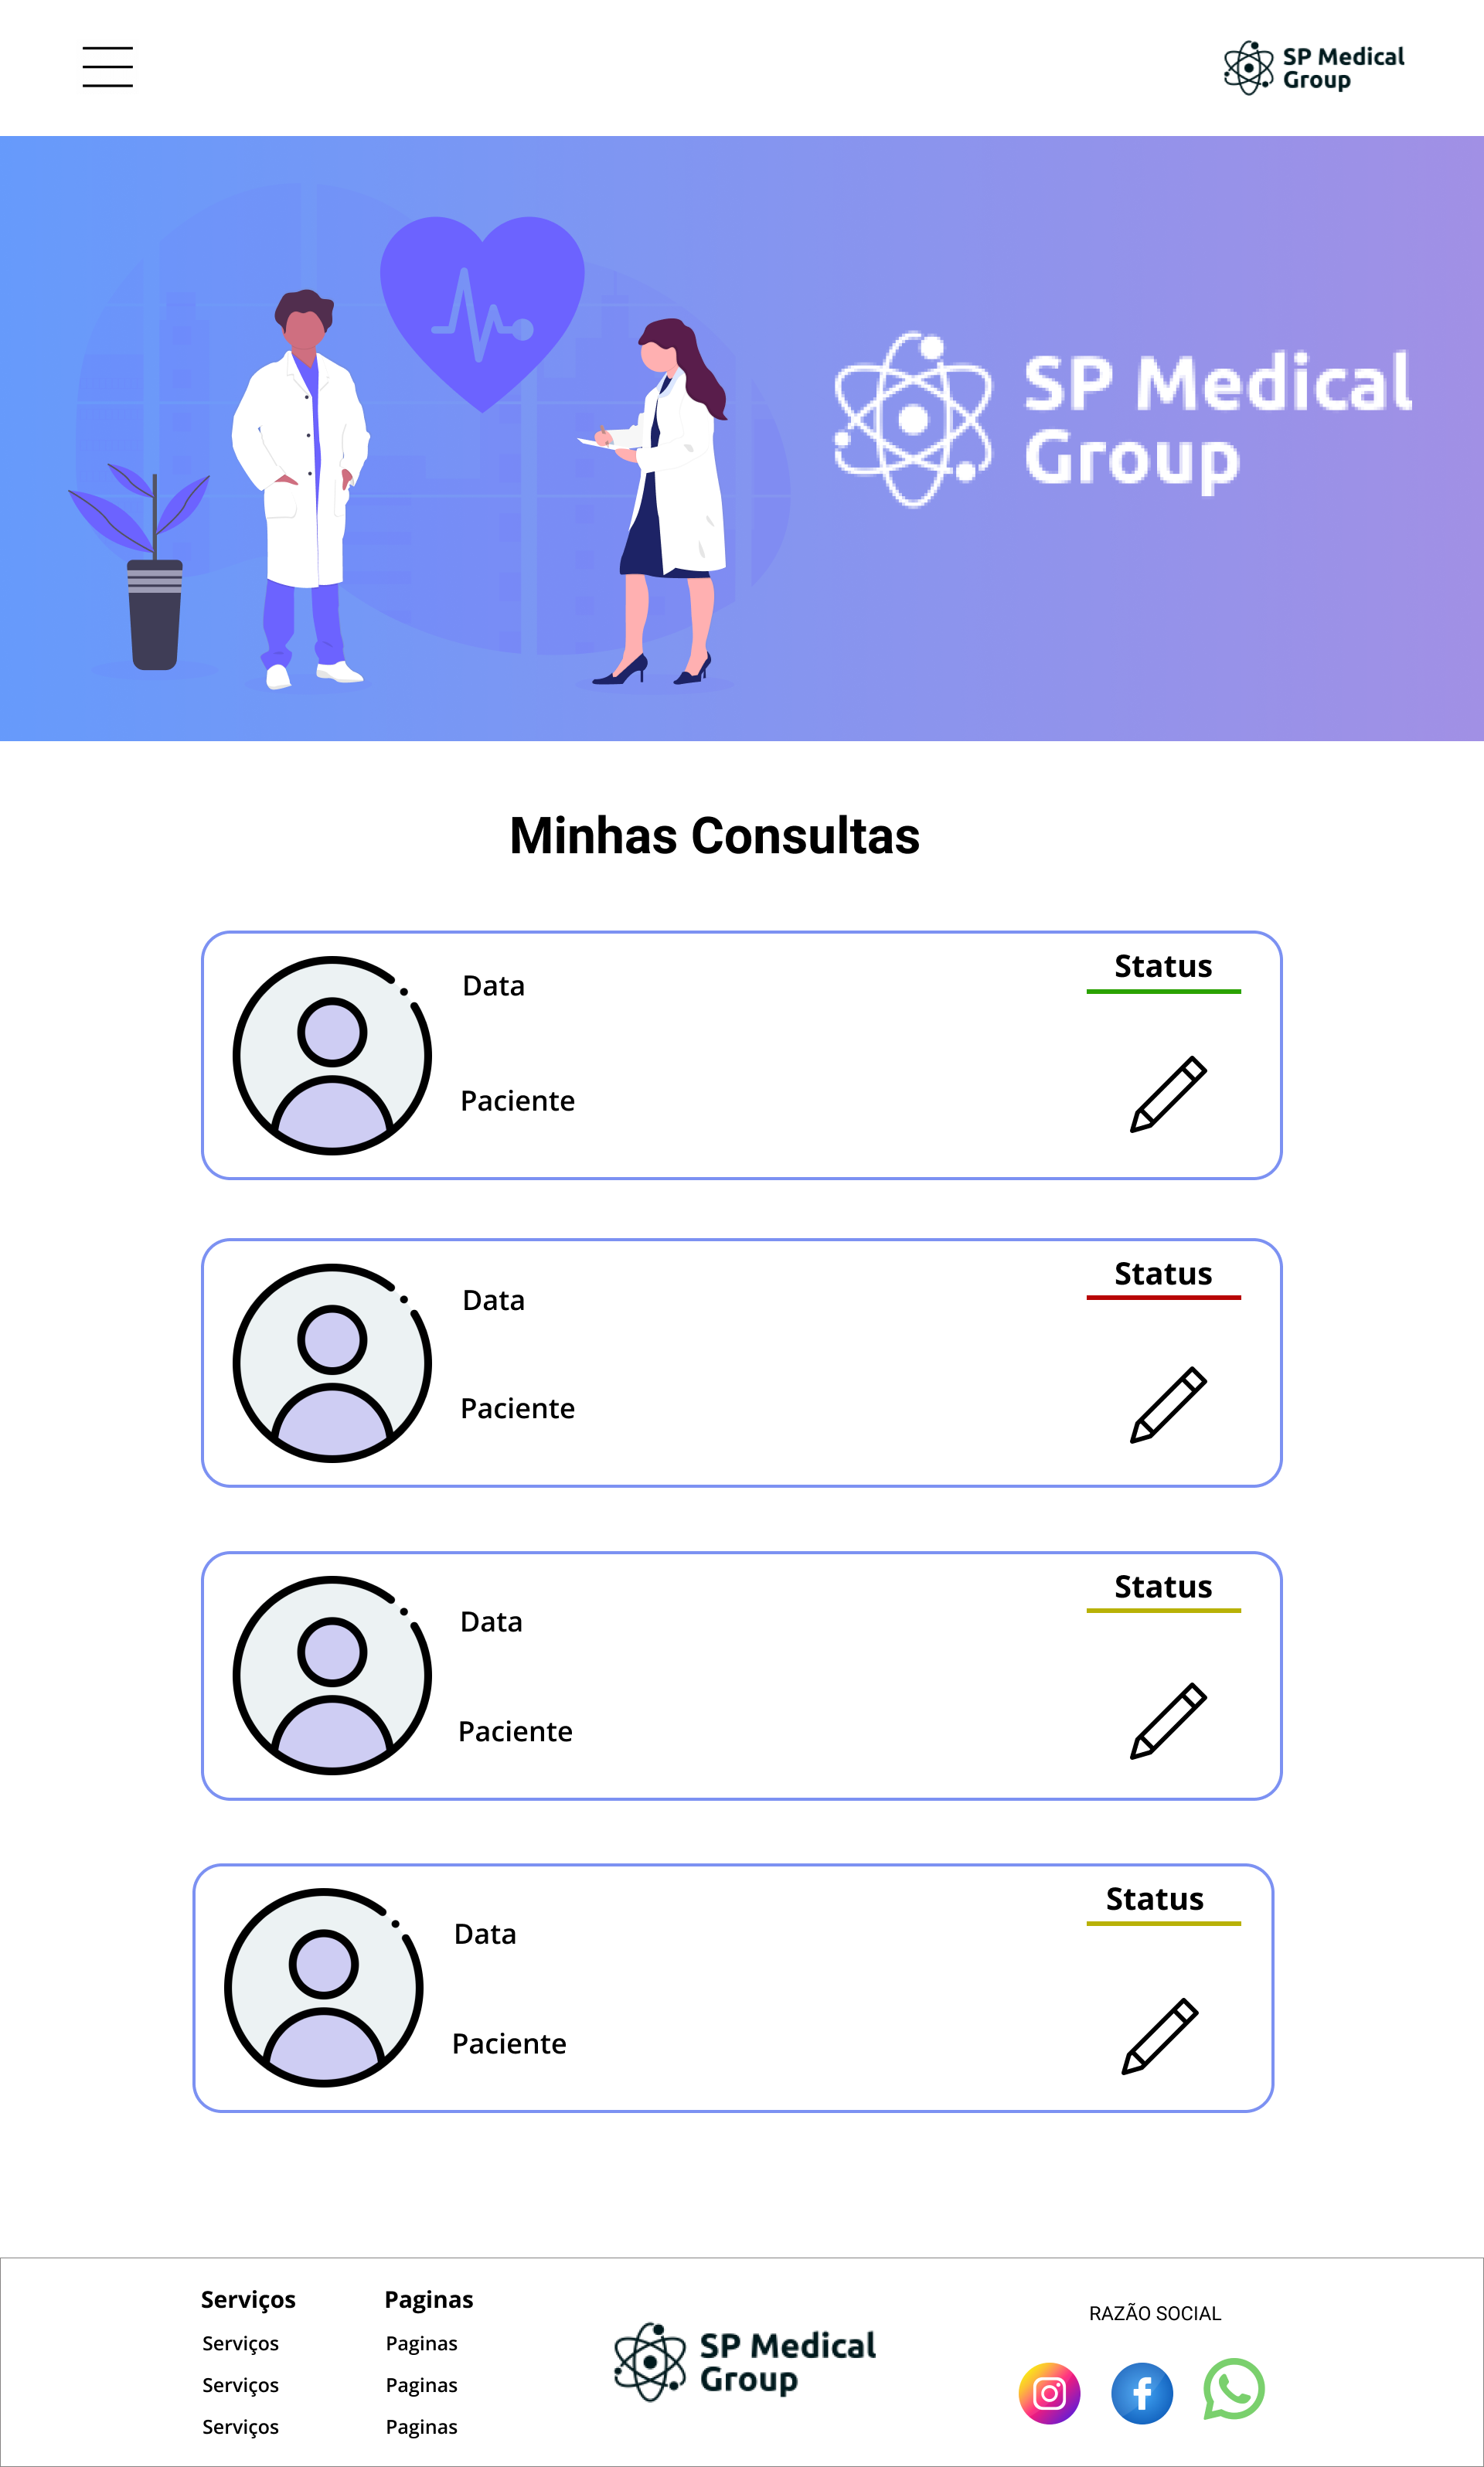 SP Medical
Group
SP Medical
Group
Minhas Consultas
Data
Status
Paciente
Data
Status
Paciente
Data
Status
Paciente
Data
Status
Paciente
Serviços
Serviços
Serviços
Serviços
Paginas
Paginas
Paginas
Paginas
SP Medical
Group
RAZÃO SOCIAL